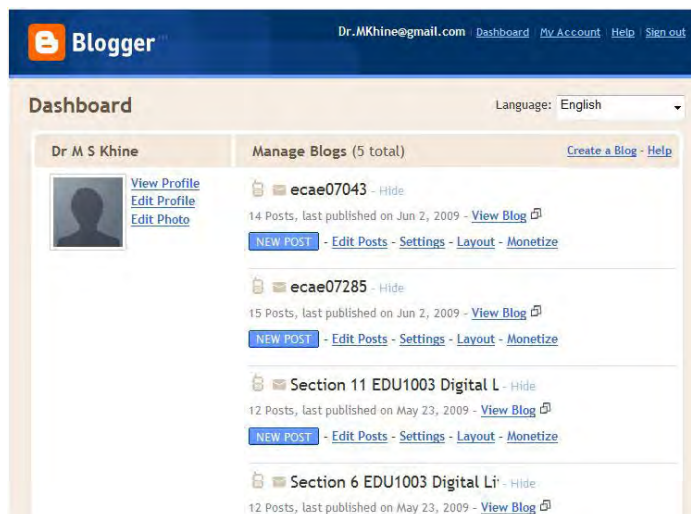 Blogger™
Dr.MKhine@gmail.com | Dashboard | My Account | Help | Sign out
Dashboard
Language: English
Dr M S Khine
Manage Blogs (5 total)
Create a Blog - Help
View Profile
Edit Profile
Edit Photo
ecae07043 - Hide
14 Posts, last published on Jun 2, 2009 - View Blog
NEW POST - Edit Posts - Settings - Layout - Monetize
ecae07285 - Hide
15 Posts, last published on Jun 2, 2009 - View Blog
NEW POST - Edit Posts - Settings - Layout - Monetize
Section 11 EDU1003 Digital L - Hide
12 Posts, last published on May 23, 2009 - View Blog
NEW POST - Edit Posts - Settings - Layout - Monetize
Section 6 EDU1003 Digital Li - Hide
12 Posts, last published on May 23, 2009 - View Blog